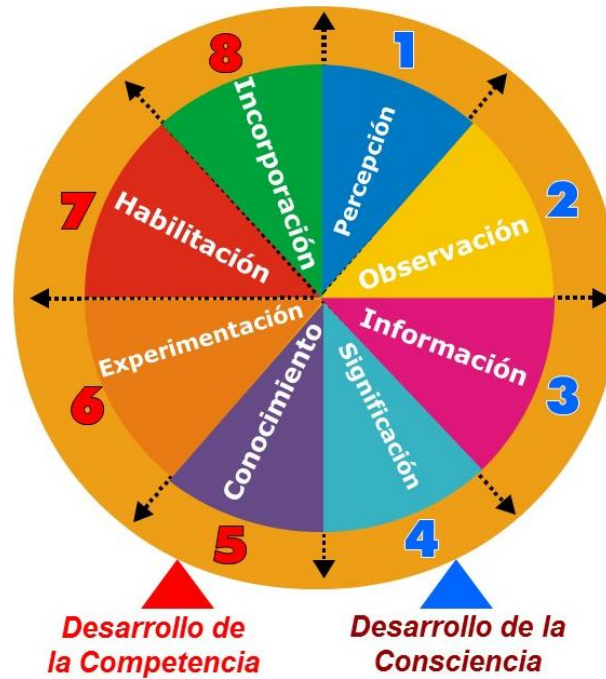 1
Percepción
2
Observación
3
Información
4
Significación
5
Conocimiento
6
Experimentación
7
Habilitación
8
Incorporación
Desarrollo de
la Competencia
Desarrollo de la
Consciencia